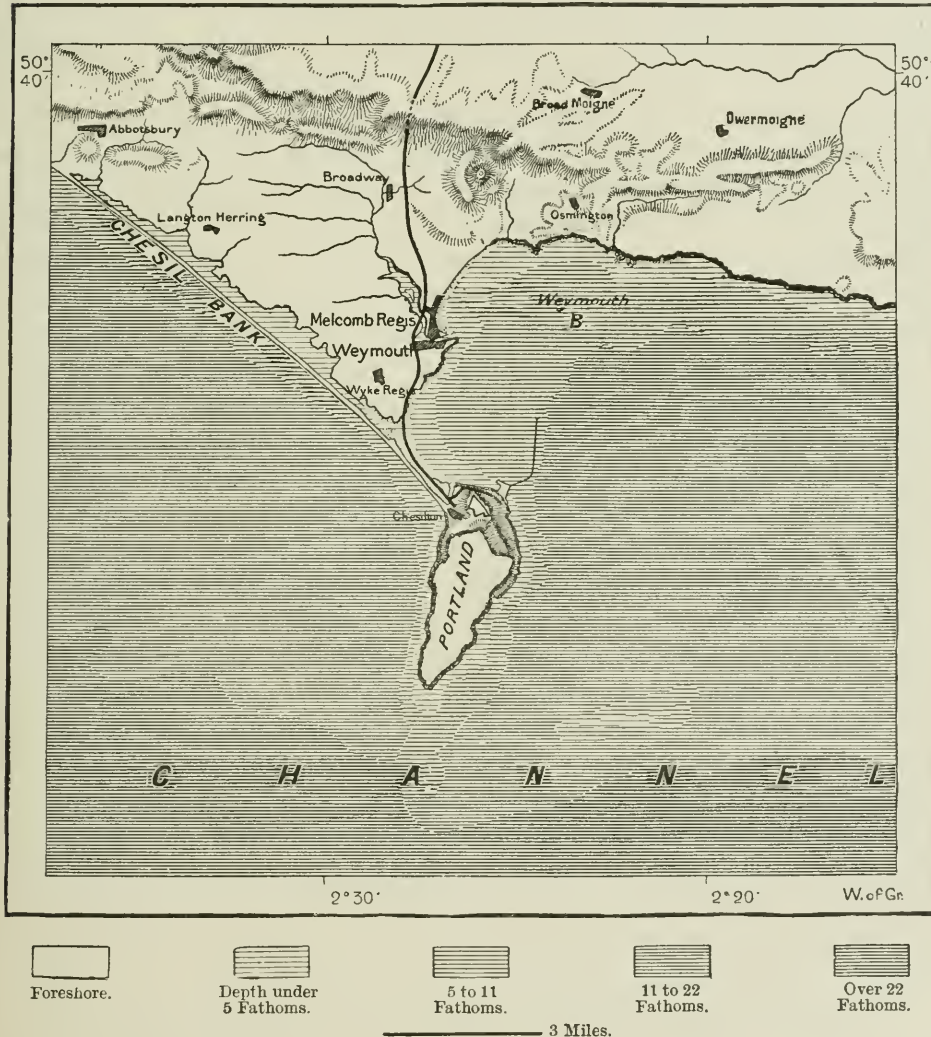 50° 40'
50° 40'
Broad Moigne
Owermoigne
Abbotsbury
Broadway
Langton Herring
Osmington
CHESIL BANK
Weymouth B.
Melcomb Regis
Weymouth
Wyke Regis
Chesilton
PORTLAND
CHANNEL
2°30'
2°20'
W. of Gr.
Foreshore.
Depth under
5 Fathoms.
5 to 11
Fathoms.
11 to 22
Fathoms.
Over 22
Fathoms.
3 Miles.